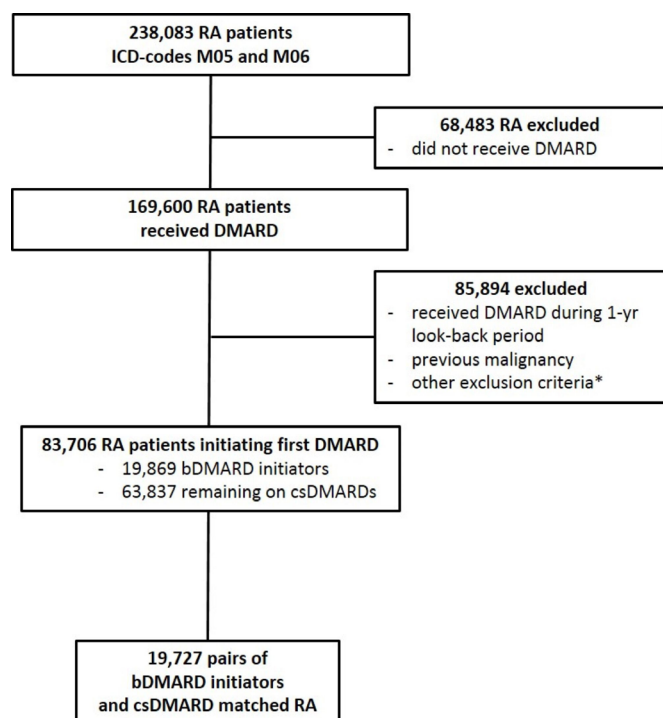 238,083 RA patients
ICD-codes M05 and M06
68,483 RA excluded
- did not receive DMARD
169,600 RA patients
received DMARD
85,894 excluded
- received DMARD during 1-yr
look-back period
- previous malignancy
- other exclusion criteria*
83,706 RA patients initiating first DMARD
- 19,869 bDMARD initiators
- 63,837 remaining on csDMARDs
19,727 pairs of
bDMARD initiators
and csDMARD matched RA